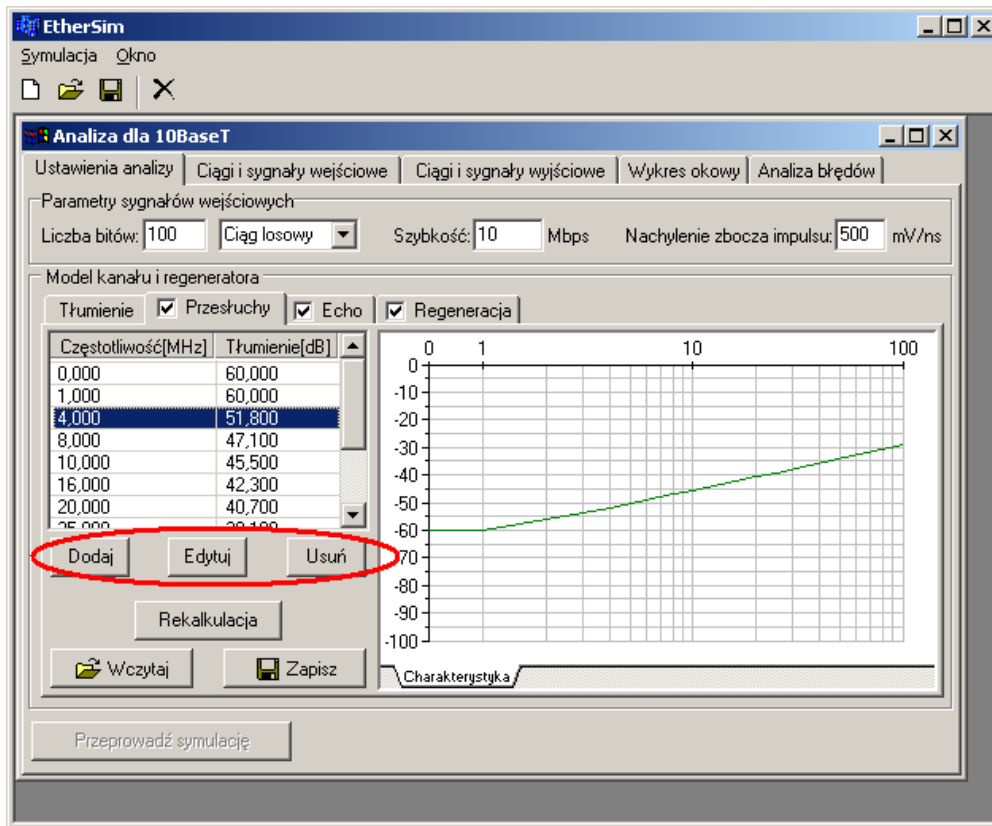 EtherSim
Symulacja Okno
Analiza dla 10BaseT
Ustawienia analizy Ciągi i sygnały wejściowe Ciągi i sygnały wyjściowe Wykres okowy Analiza błędów
Parametry sygnałów wejściowych
Liczba bitów: 100 Ciąg losowy Szybkość: 10 Mbps Nachylenie zbocza impulsu: 500 mV/ns
Model kanału i regeneratora
Tłumienie Przesłuchy Echo Regeneracja
Częstotliwość[MHz] Tłumienie[dB]
0,000 60,000
1,000 60,000
4,000 51,800
8,000 47,100
10,000 45,500
16,000 42,300
20,000 40,700
25,000 39,100
Dodaj Edytuj Usuń
Rekalkulacja
Wczytaj Zapisz
0 1 10 100
0
-10
-20
-30
-40
-50
-60
-70
-80
-90
-100
Charakterystyka
Przeprowadź symulację